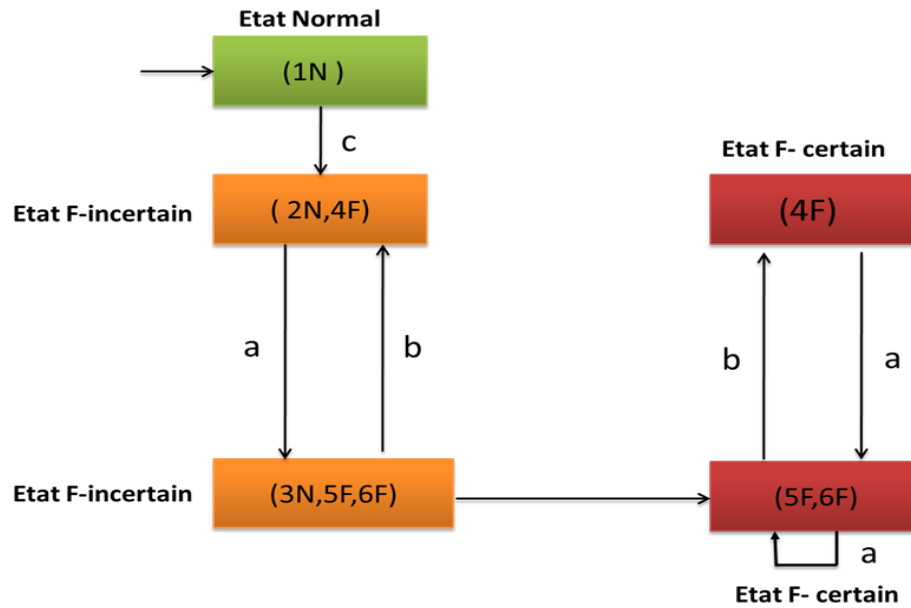 Etat Normal
(1N )
c
Etat F-incertain
( 2N,4F)
Etat F- certain
(4F)
a
b
b
a
Etat F-incertain
(3N,5F,6F)
(5F,6F)
a
Etat F- certain